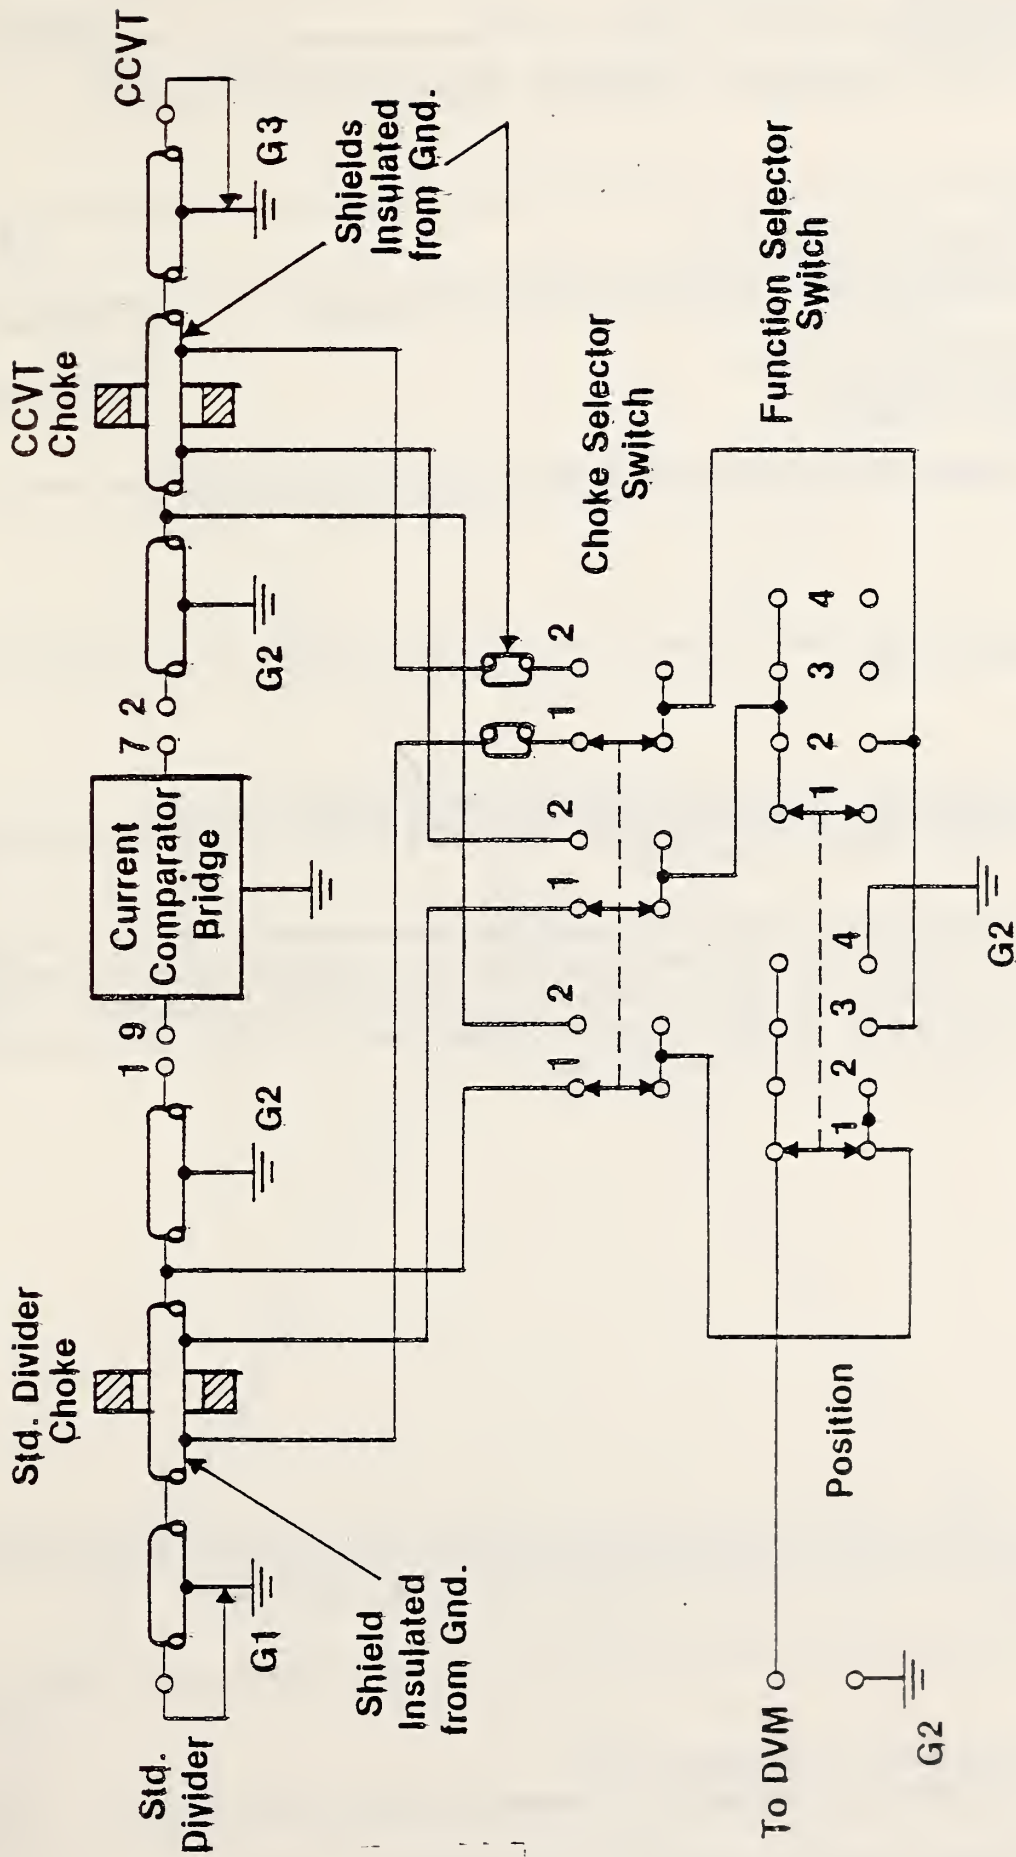 Std. Divider
Choke
CCVT
Choke
CCVT
Std.
Divider
G1
1
9
Current
Comparator
Bridge
7
2
G2
G2
G3
Shield
Insulated
from Gnd.
Shields
Insulated
from Gnd.
1
2
1
2
1
2
Choke Selector
Switch
Function Selector
Switch
Position
1
2
3
4
1
2
3
4
To DVM
G2
G2